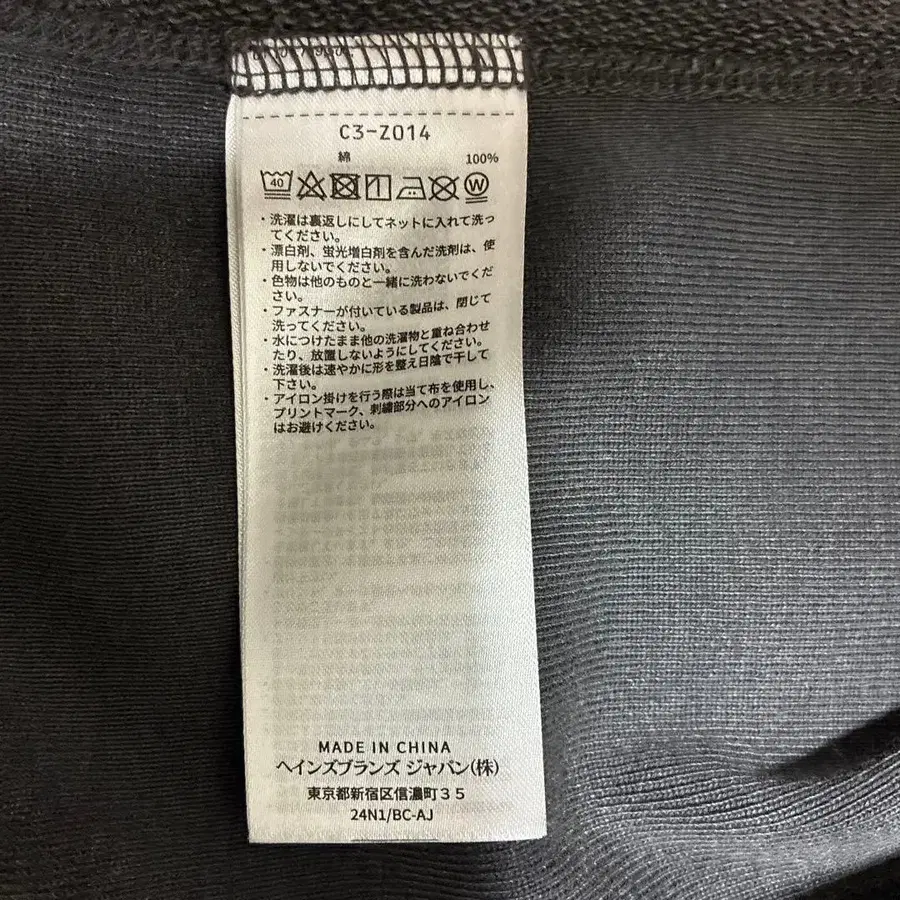 C3-Z014
綿 100%
40 W
・洗濯は裏返しにしてネットに入れて洗っ
てください。
・漂白剤、蛍光増白剤を含んだ洗剤は、使
用しないでください。
・色物は他のものと一緒に洗わないでくだ
さい。
・ファスナーが付いている製品は、閉じて
洗ってください。
・水につけたまま他の洗濯物と重ね合わせ
たり、放置しないようにしてください。
・洗濯後は速やかに形を整え日陰で干して
下さい。
・アイロン掛けを行う際は当て布を使用し、
プリントマーク、刺繍部分へのアイロン
はお避けください。
MADE IN CHINA
ヘインズブランズ ジャパン(株)
東京都新宿区信濃町35
24N1/BC-AJ